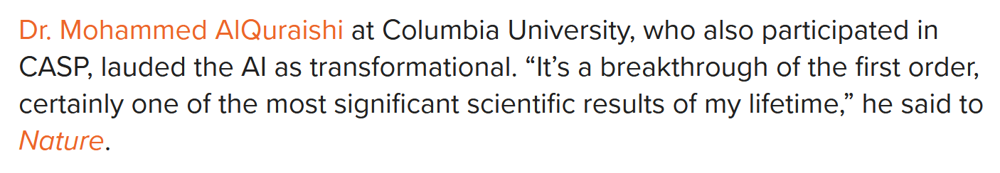 Dr. Mohammed AlQuraishi at Columbia University, who also participated in
CASP, lauded the AI as transformational. “It’s a breakthrough of the first order,
certainly one of the most significant scientific results of my lifetime,” he said to
Nature.